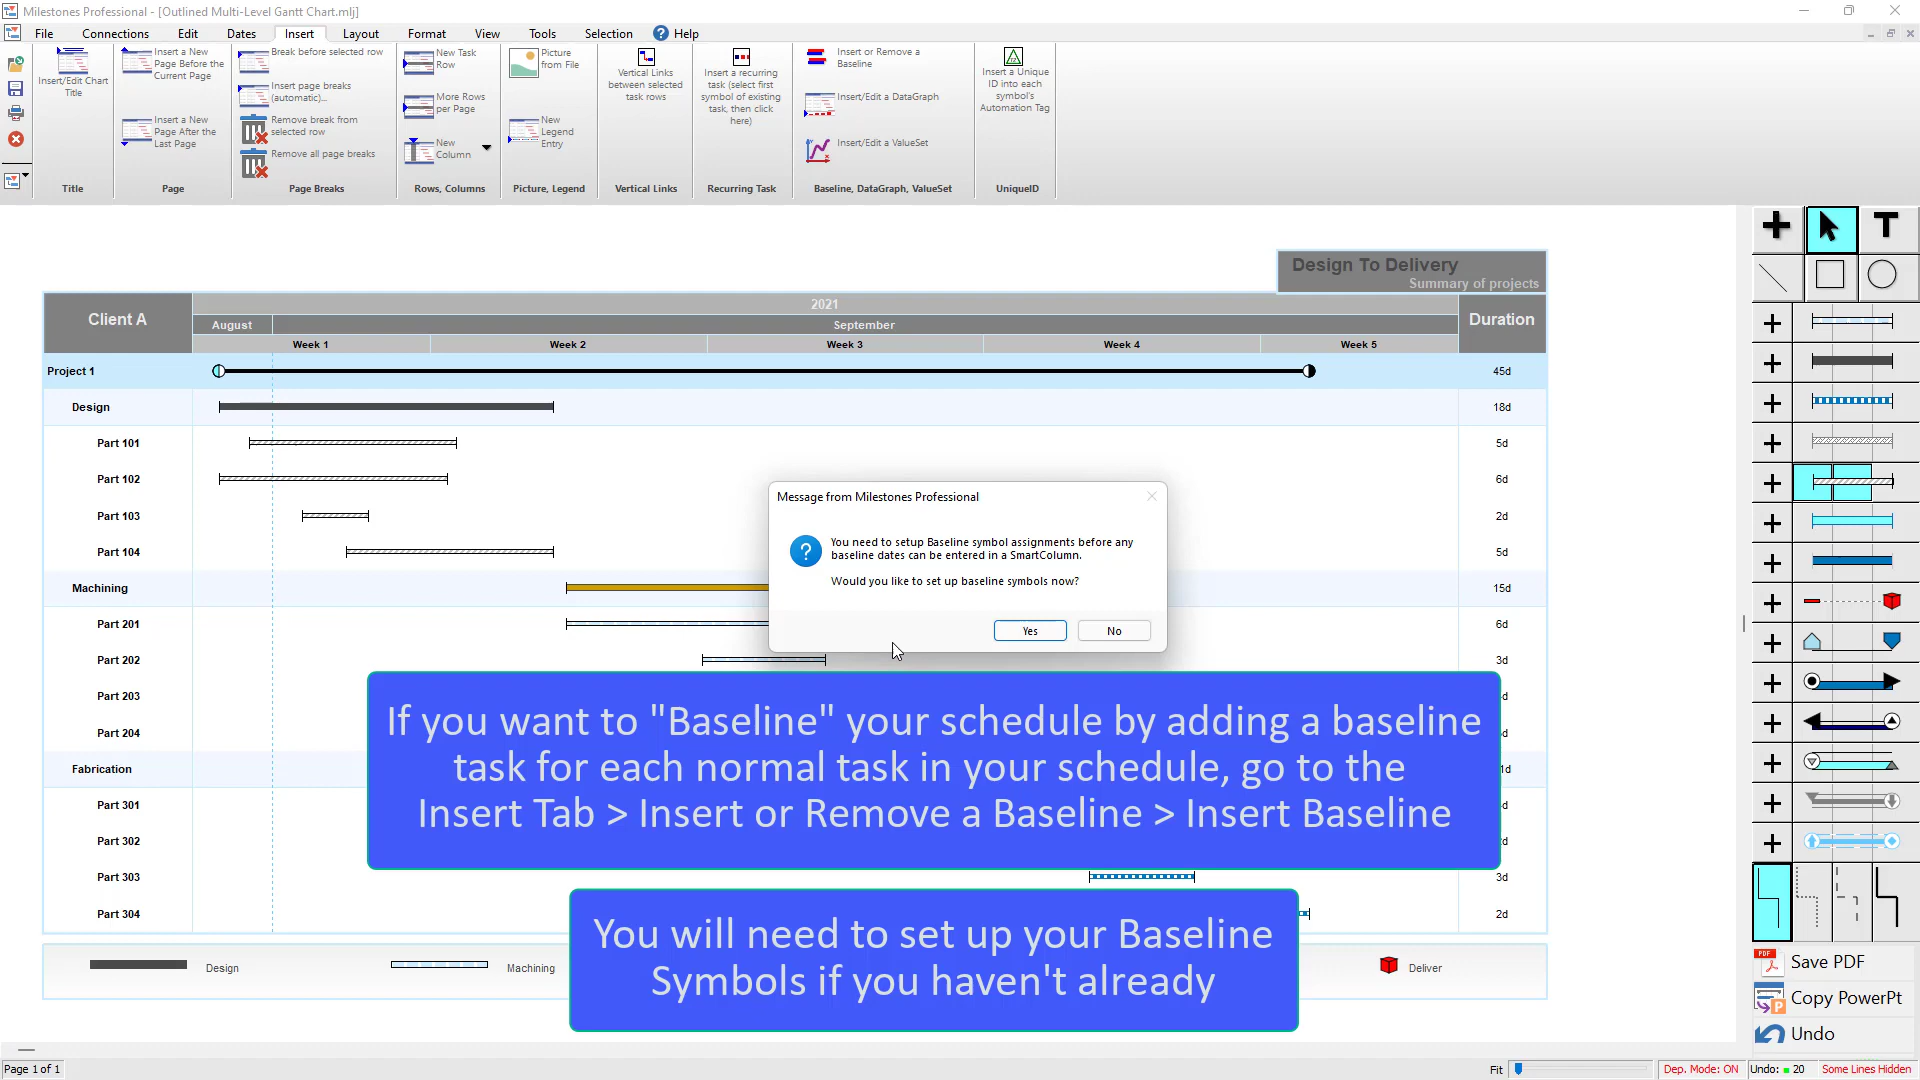 Milestones Professional - [Outlined Multi-Level Gantt Chart.mlj]
File
Connections
Edit
Dates
Insert
Layout
Format
View
Tools
Selection
Help
Insert/Edit Chart
Title
Title
Insert a New
Page Before the
Current Page
Insert a New
Page After the
Last Page
Page
Break before selected row
Insert page breaks
(automatic)...
Remove break from
selected row
Remove all page breaks
Page Breaks
New Task
Row
More Rows
per Page
New
Column
Rows, Columns
Picture
from File
New
Legend
Entry
Picture, Legend
Vertical Links
between selected
task rows
Vertical Links
Insert a recurring
task (select first
symbol of existing
task, then click
here)
Recurring Task
Insert or Remove a
Baseline
Insert/Edit a DataGraph
Insert/Edit a ValueSet
Baseline, DataGraph, ValueSet
Insert a Unique
ID into each
symbol's
Automation Tag
UniqueID
Design To Delivery
Summary of projects
Client A
2021
August
September
Week 1
Week 2
Week 3
Week 4
Week 5
Duration
Project 1
45d
Design
18d
Part 101
5d
Part 102
6d
Part 103
2d
Part 104
5d
Machining
15d
Part 201
6d
Part 202
3d
Part 203
Part 204
Fabrication
Part 301
Part 302
Part 303
3d
Part 304
2d
Message from Milestones Professional
You need to setup Baseline symbol assignments before any
baseline dates can be entered in a SmartColumn.
Would you like to set up baseline symbols now?
Yes
No
If you want to "Baseline" your schedule by adding a baseline
task for each normal task in your schedule, go to the
Insert Tab > Insert or Remove a Baseline > Insert Baseline
You will need to set up your Baseline
Symbols if you haven't already
Design
Machining
Deliver
T
PDF
Save PDF
Copy PowerPt
Undo
Page 1 of 1
Fit
Dep. Mode: ON
Undo: 20
Some Lines Hidden